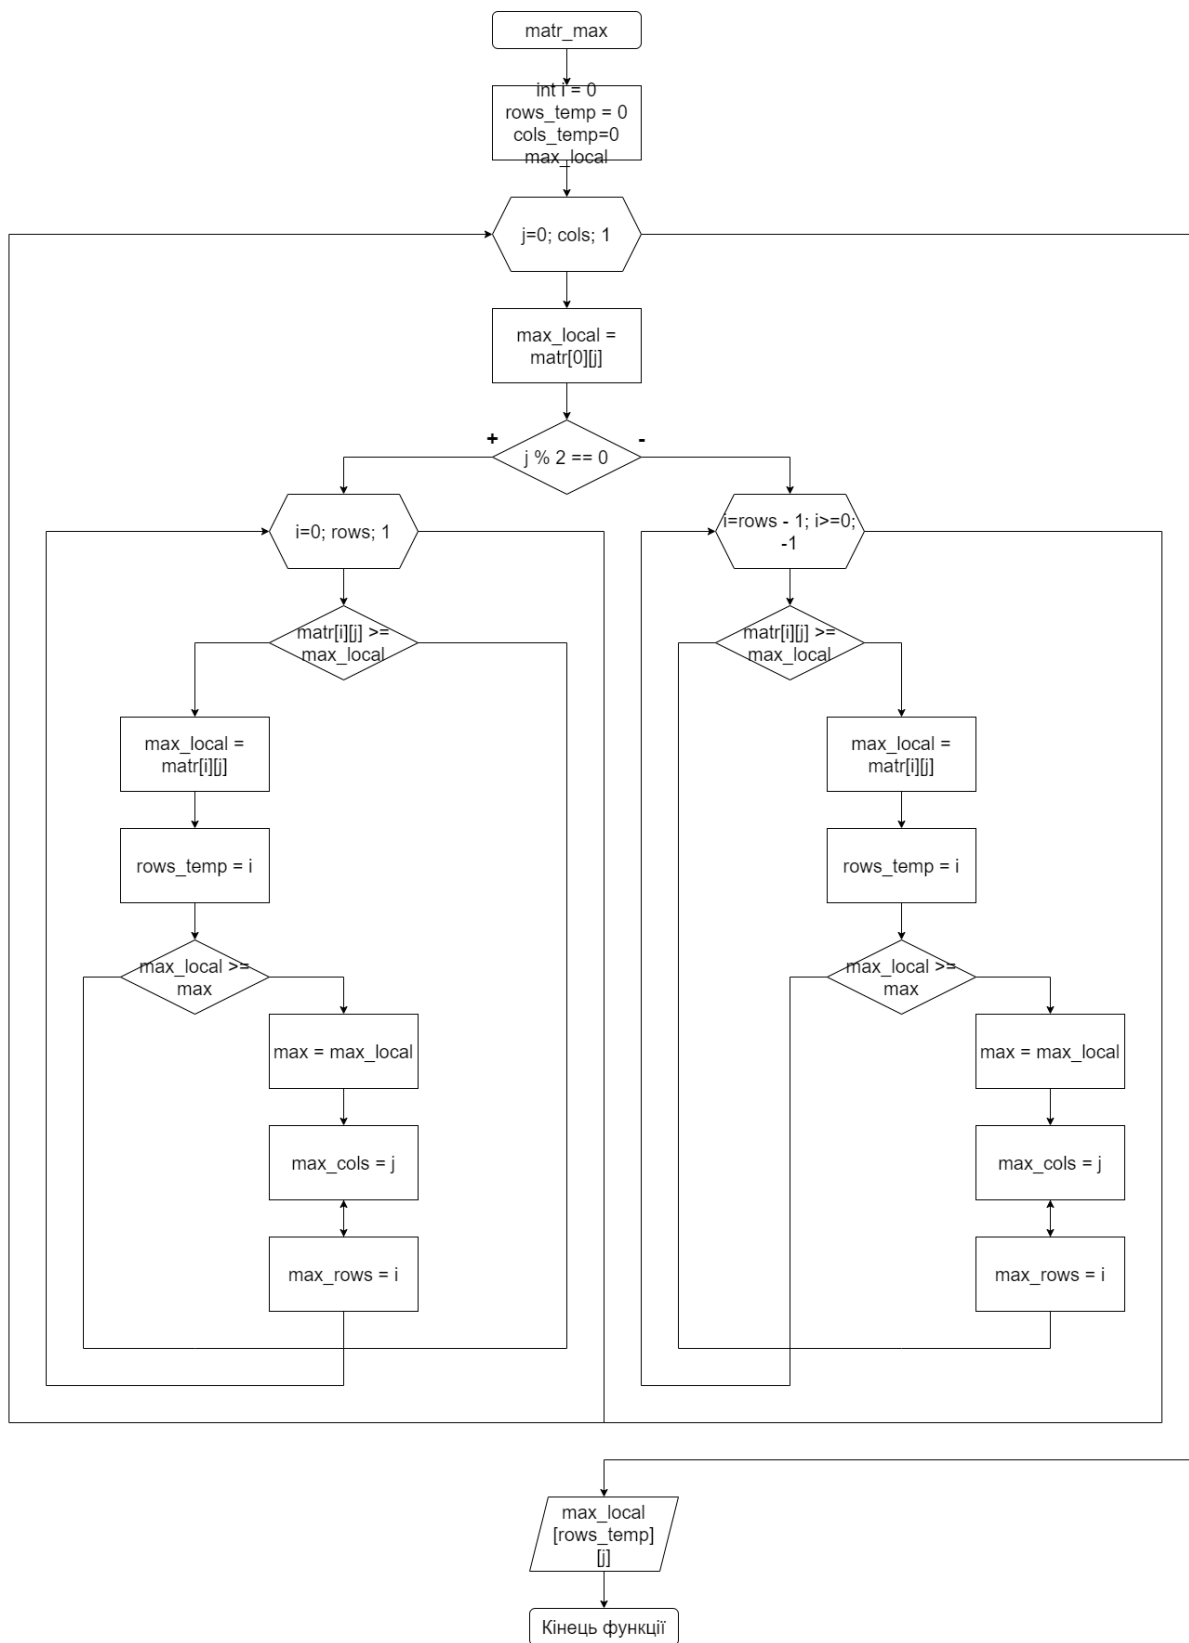 matr_max
int i = 0
rows_temp = 0
cols_temp=0
max_local
j=0; cols; 1
max_local =
matr[0][j]
+
-
j % 2 == 0
i=0; rows; 1
i=rows - 1; i>=0;
-1
matr[i][j] >=
max_local
matr[i][j] >=
max_local
max_local =
matr[i][j]
max_local =
matr[i][j]
rows_temp = i
rows_temp = i
max_local >=
max
max_local >=
max
max = max_local
max = max_local
max_cols = j
max_cols = j
max_rows = i
max_rows = i
max_local
[rows_temp]
[j]
Кінець функції